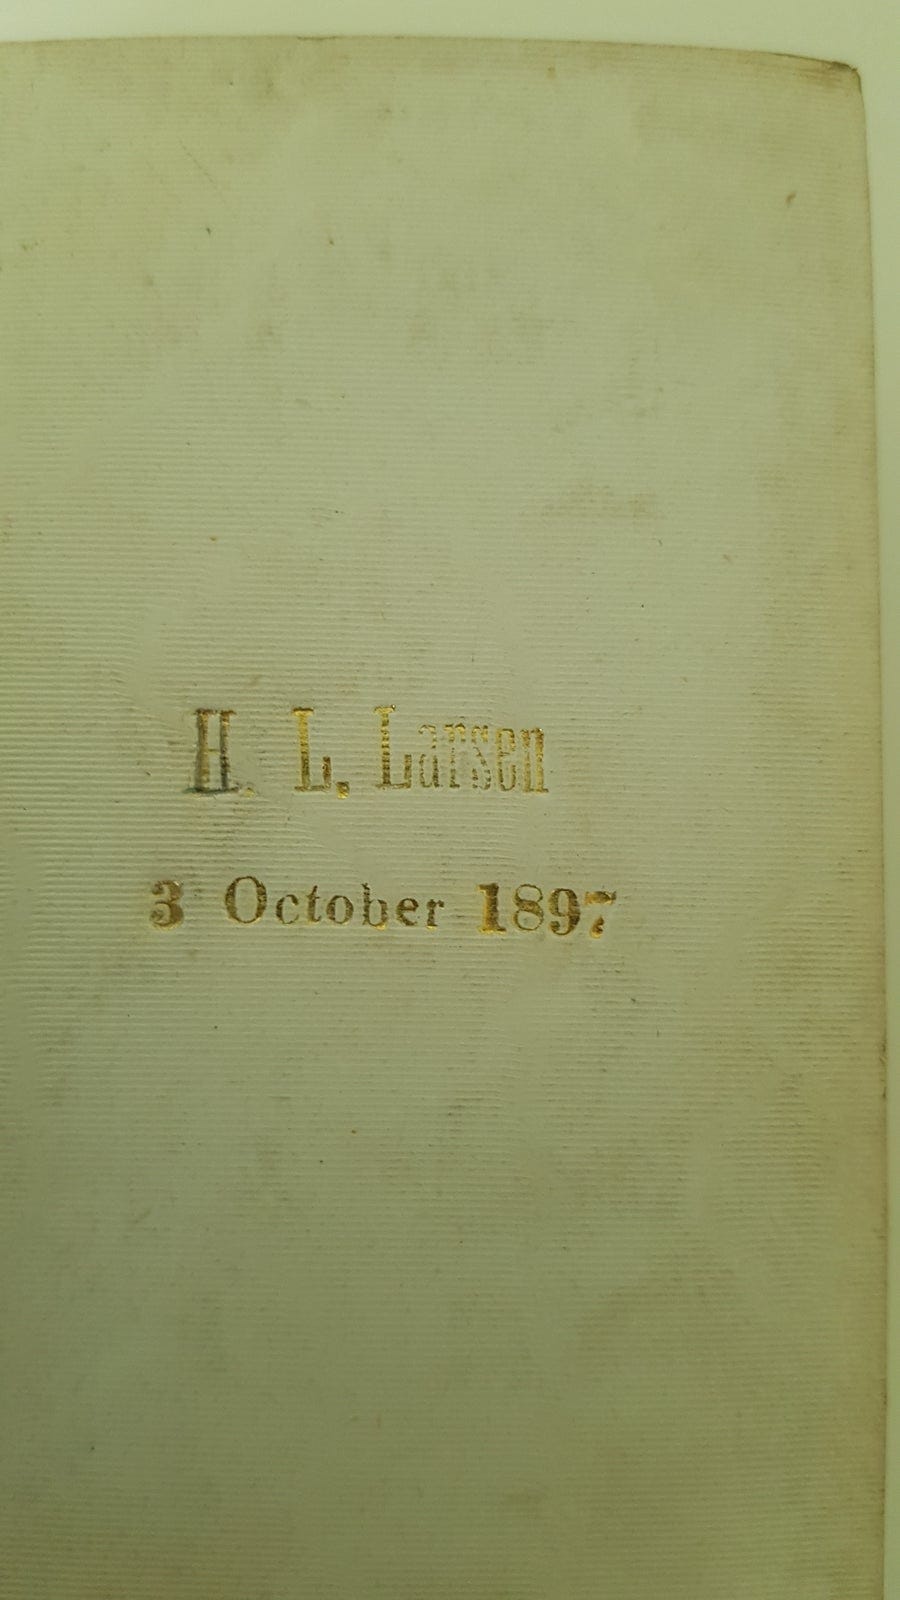 H. L. Larsen
3 October 1897